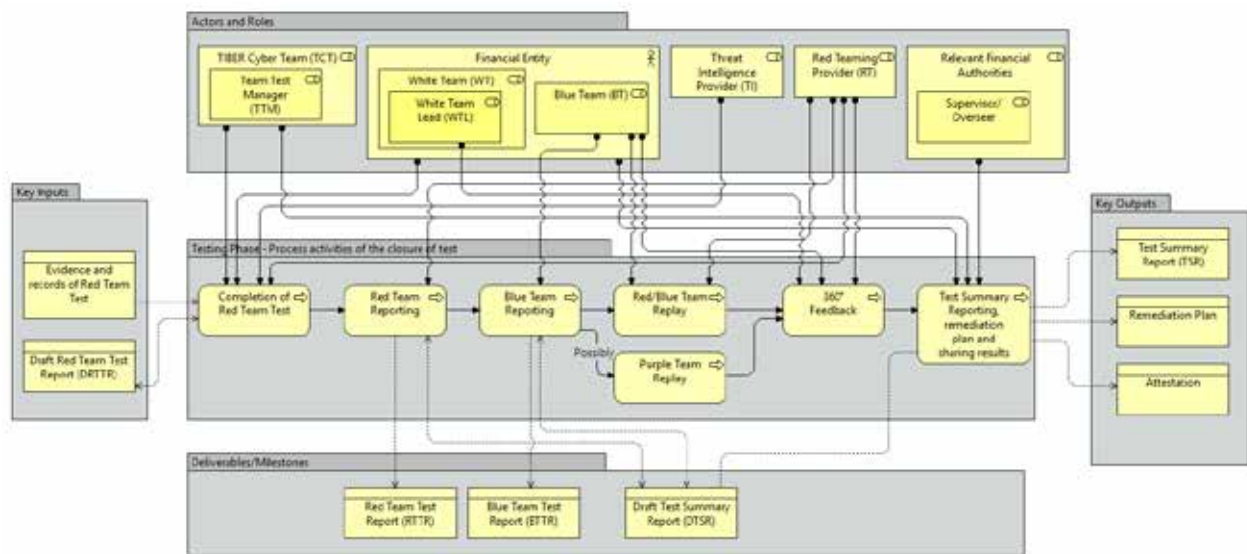 Actors and Roles
TIBER Cyber Team (TCT)
Team Test
Manager
(TTM)
Financial Entity
White Team (WT)
White Team
Lead (WTL)
Blue Team (BT)
Threat
Intelligence
Provider (TI)
Red Teaming
Provider (RT)
Relevant Financial
Authorities
Supervisor/
Overseer
Key Inputs
Evidence and
records of Red Team
Test
Draft Red Team Test
Report (DRTTR)
Testing Phase - Process activities of the closure of test
Completion of
Red Team Test
Red Team
Reporting
Blue Team
Reporting
Red/Blue Team
Replay
Possibly
Purple Team
Replay
360°
Feedback
Test Summary
Reporting,
remediation
plan and
sharing results
Key Outputs
Test Summary
Report (TSR)
Remediation Plan
Attestation
Deliverables/Milestones
Red Team Test
Report (RTTR)
Blue Team Test
Report (ETTR)
Draft Test Summary
Report (DTSR)